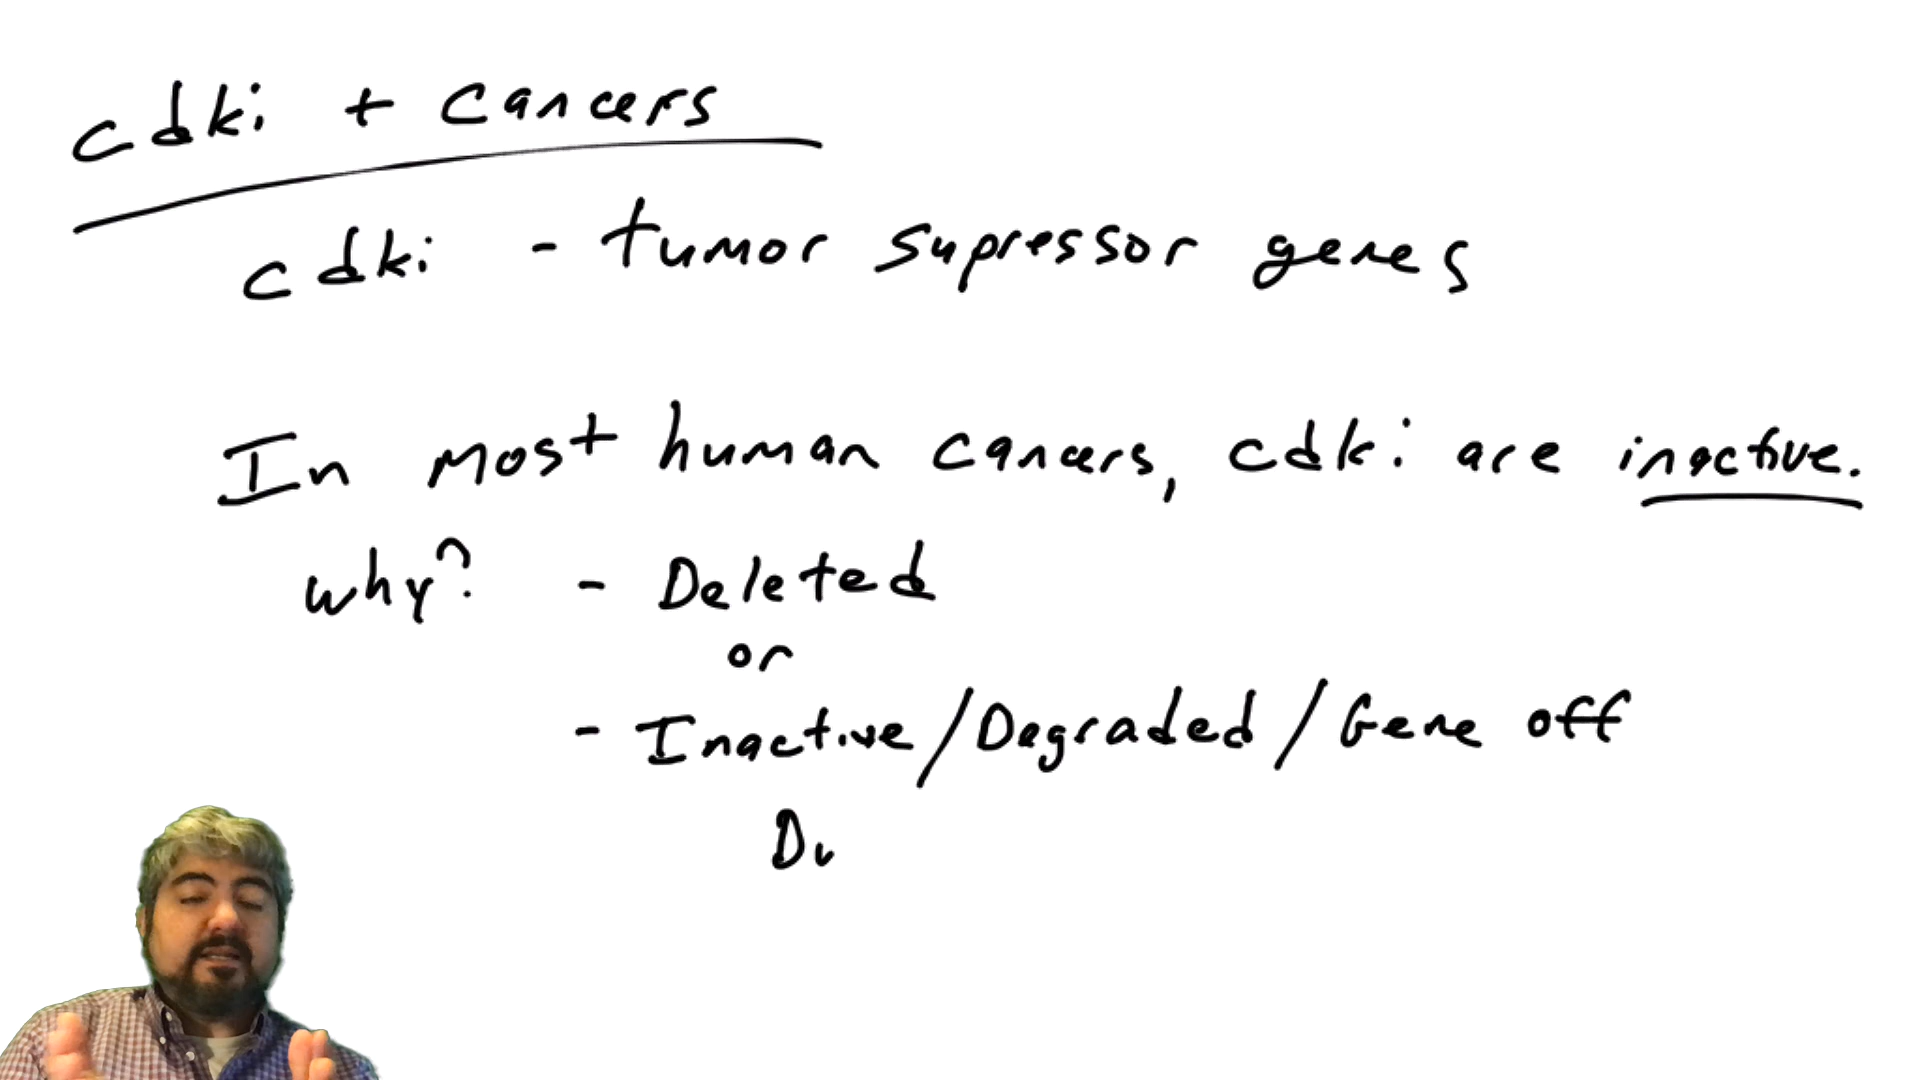 cdki + cancers
cdki - tumor supressor genes
In most human cancers, cdki are inactive.
why? - Deleted
or
- Inactive/Degraded/Gene off
Du